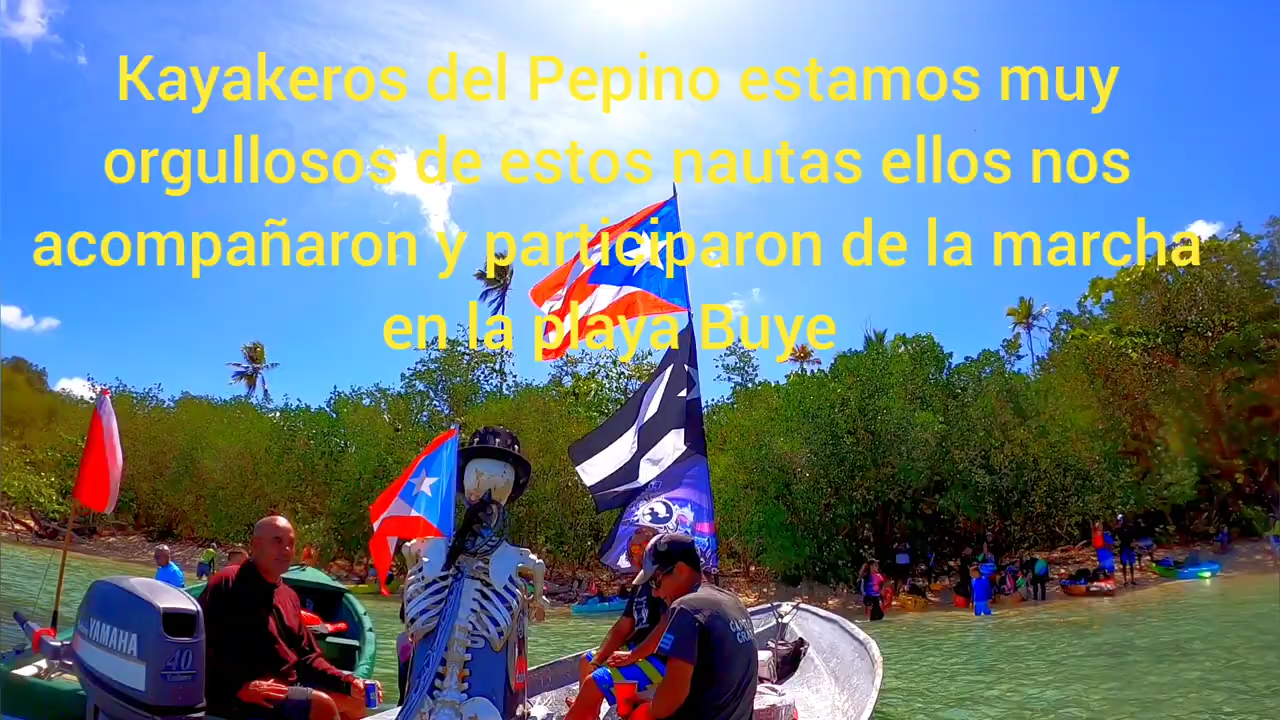 Kayakeros del Pepino estamos muy
orgullosos de estos nautas ellos nos
acompañaron y participaron de la marcha
en la playa Buye
YAMAHA
40